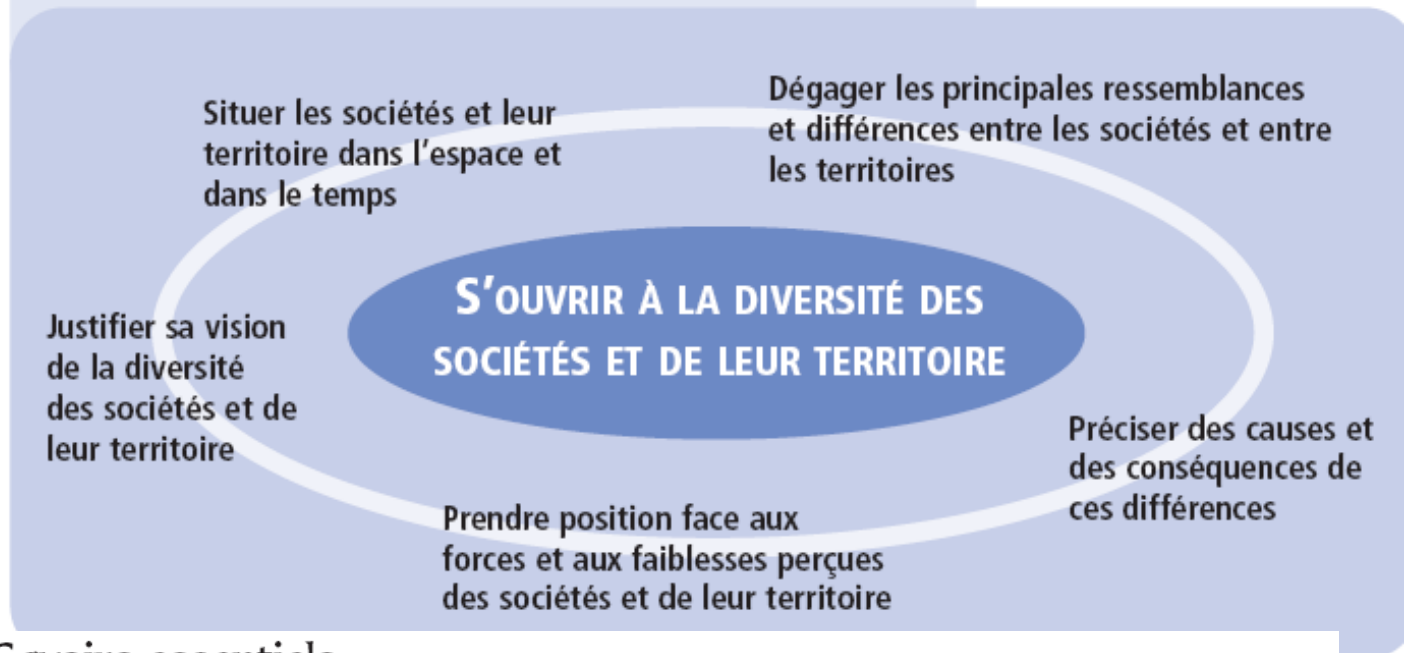 Situer les sociétés et leur
territoire dans l'espace et
dans le temps
Dégager les principales ressemblances
et différences entre les sociétés et entre
les territoires
S'OUVRIR À LA DIVERSITÉ DES
SOCIÉTÉS ET DE LEUR TERRITOIRE
Justifier sa vision
de la diversité
des sociétés et de
leur territoire
Préciser des causes et
des conséquences de
ces différences
Prendre position face aux
forces et aux faiblesses perçues
des sociétés et de leur territoire